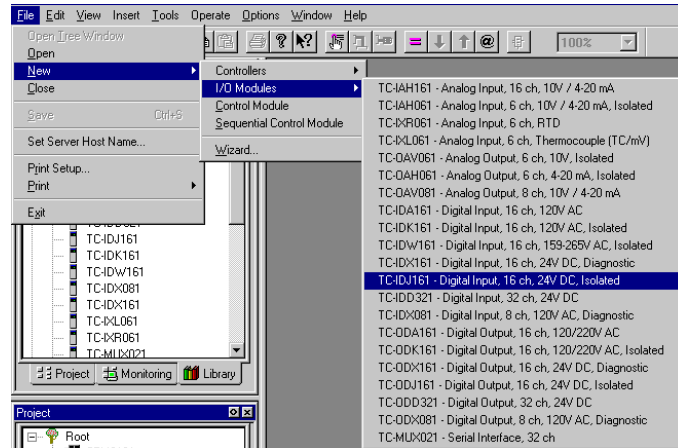 File Edit View Insert Tools Operate Options Window Help
Open Tree Window
Open
New
Close
Save Ctrl+S
Set Server Host Name...
Print Setup...
Print
Exit
100%
Controllers
I/O Modules
Control Module
Sequential Control Module
Wizard...
TC-IAH161 - Analog Input, 16 ch, 10V / 4-20 mA
TC-IAH061 - Analog Input, 6 ch, 10V / 4-20 mA, Isolated
TC-IXR061 - Analog Input, 6 ch, RTD
TC-IXL061 - Analog Input, 6 ch, Thermocouple (TC/mV)
TC-OAV061 - Analog Output, 6 ch, 10V, Isolated
TC-OAH061 - Analog Output, 6 ch, 4-20 mA, Isolated
TC-OAV081 - Analog Output, 8 ch, 10V / 4-20 mA
TC-IDA161 - Digital Input, 16 ch, 120V AC
TC-IDK161 - Digital Input, 16 ch, 120V AC, Isolated
TC-IDW161 - Digital Input, 16 ch, 159-265V AC, Isolated
TC-IDX161 - Digital Input, 16 ch, 24V DC, Diagnostic
TC-IDJ161 - Digital Input, 16 ch, 24V DC, Isolated
TC-IDD321 - Digital Input, 32 ch, 24V DC
TC-IDX081 - Digital Input, 8 ch, 120V AC, Diagnostic
TC-ODA161 - Digital Output, 16 ch, 120/220V AC
TC-ODK161 - Digital Output, 16 ch, 120/220V AC, Isolated
TC-ODX161 - Digital Output, 16 ch, 24V DC, Diagnostic
TC-ODJ161 - Digital Output, 16 ch, 24V DC, Isolated
TC-ODD321 - Digital Output, 32 ch, 24V DC
TC-ODX081 - Digital Output, 8 ch, 120V AC, Diagnostic
TC-MUX021 - Serial Interface, 32 ch
TC-IDD321
TC-IDJ161
TC-IDK161
TC-IDW161
TC-IDX081
TC-IDX161
TC-IXL061
TC-IXR061
TC-MUX021
Project Monitoring Library
Project
Root